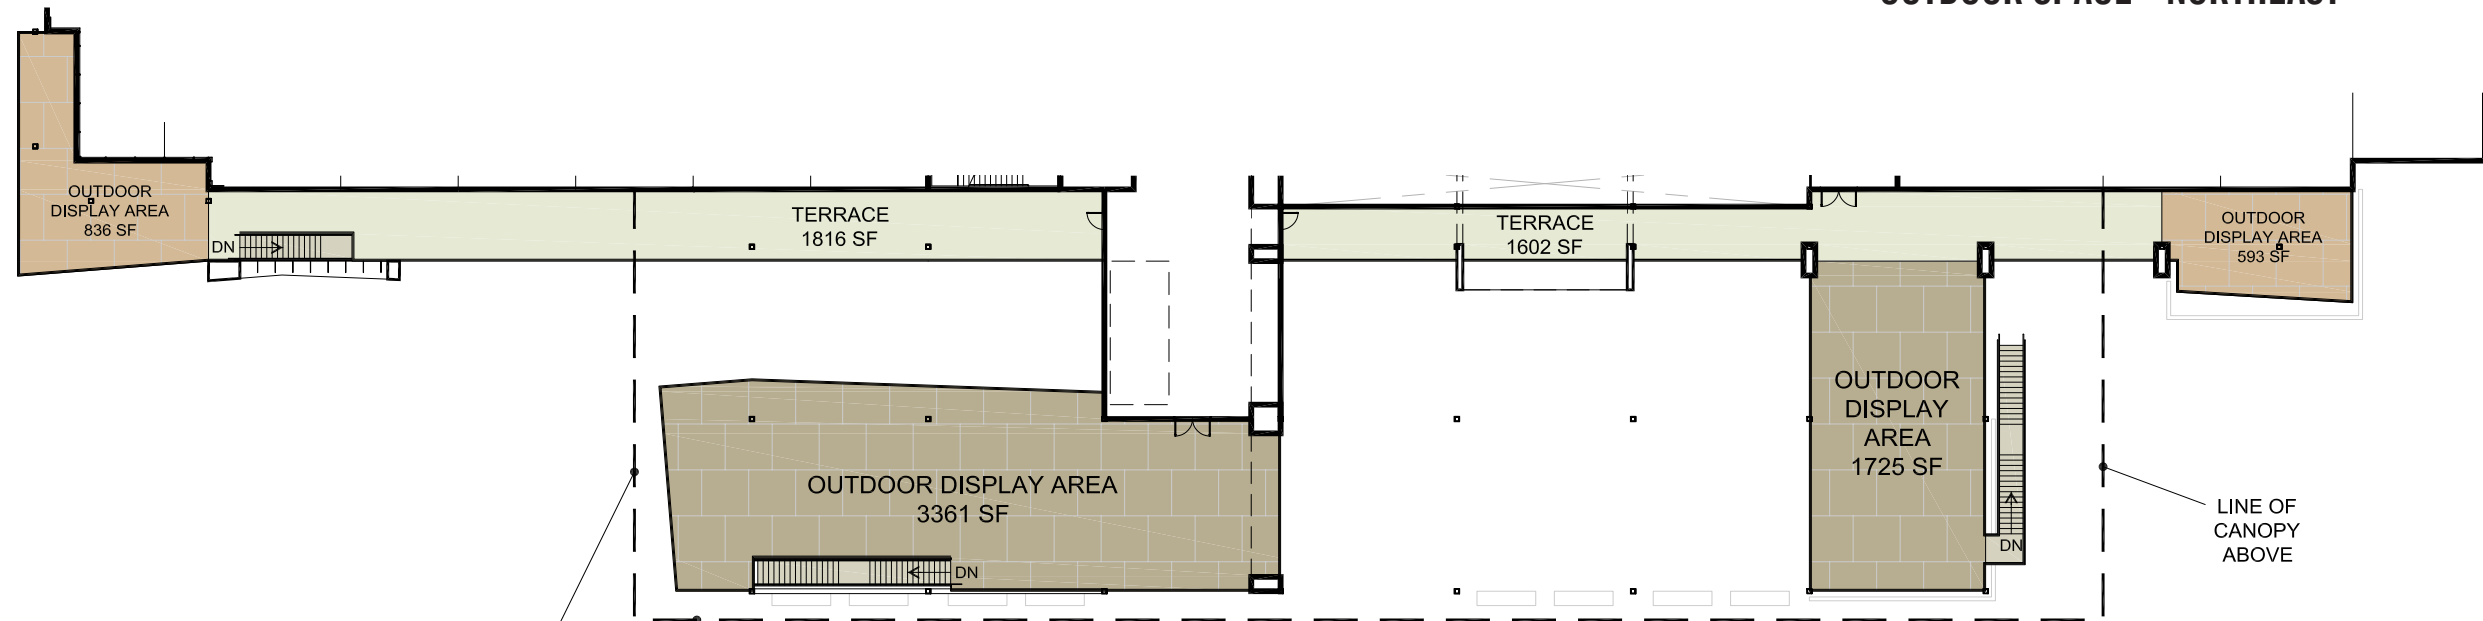 OUTDOOR
DISPLAY AREA
836 SF
DN
TERRACE
1816 SF
TERRACE
1602 SF
OUTDOOR
DISPLAY AREA
593 SF
OUTDOOR DISPLAY AREA
3361 SF
DN
OUTDOOR
DISPLAY
AREA
1725 SF
DN
LINE OF
CANOPY
ABOVE